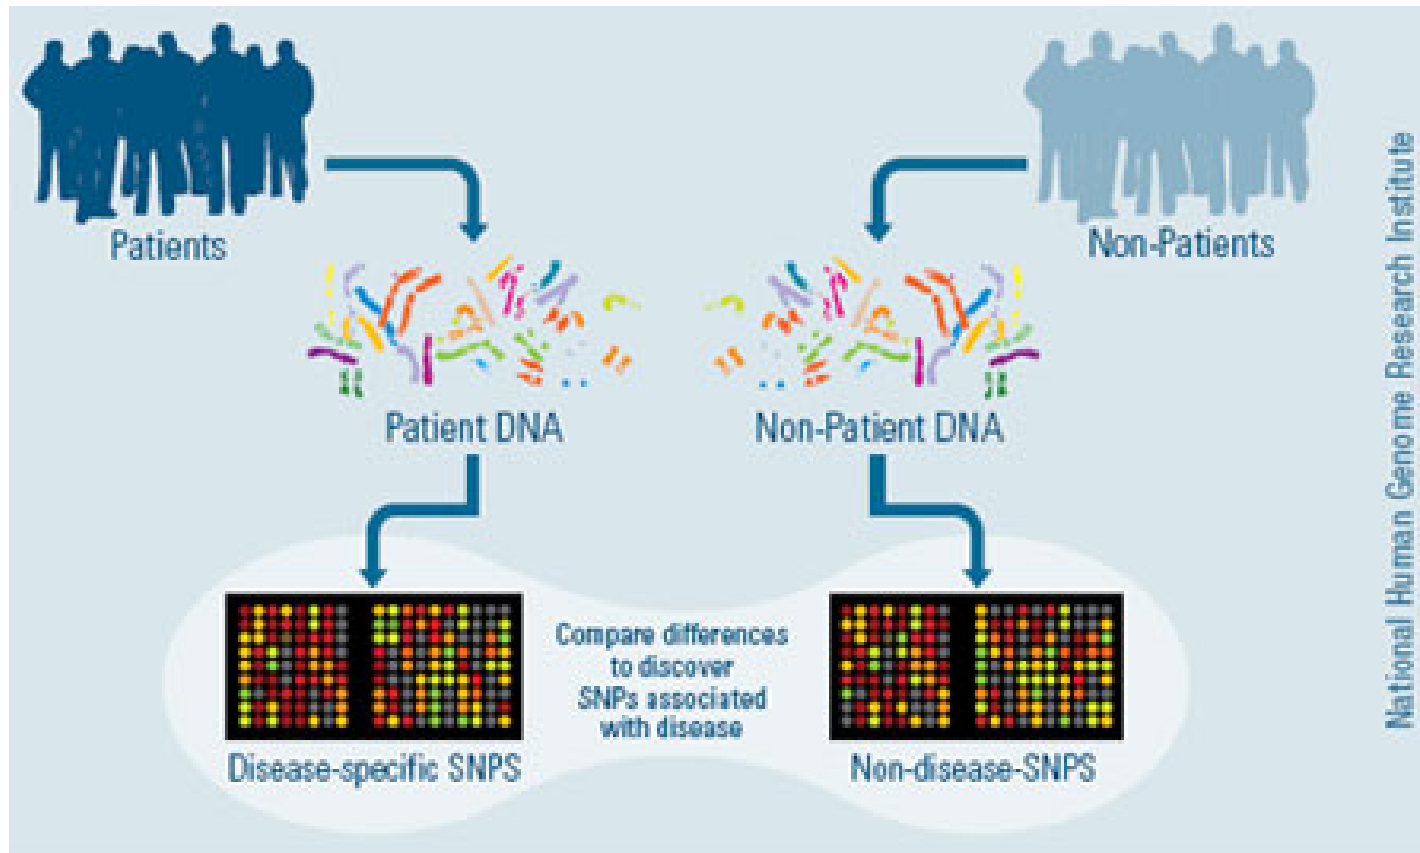 Patients
Non-Patients
Patient DNA
Non-Patient DNA
Compare differences
to discover
SNPs associated
with disease
Disease-specific SNPS
Non-disease-SNPS
National Human Genome Research Institute